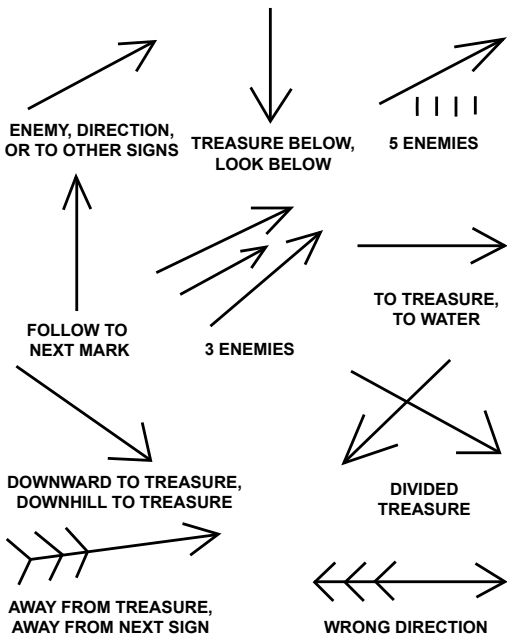 ENEMY, DIRECTION,
OR TO OTHER SIGNS
TREASURE BELOW,
LOOK BELOW
5 ENEMIES
FOLLOW TO
NEXT MARK
3 ENEMIES
TO TREASURE,
TO WATER
DOWNWARD TO TREASURE,
DOWNHILL TO TREASURE
DIVIDED
TREASURE
AWAY FROM TREASURE,
AWAY FROM NEXT SIGN
WRONG DIRECTION